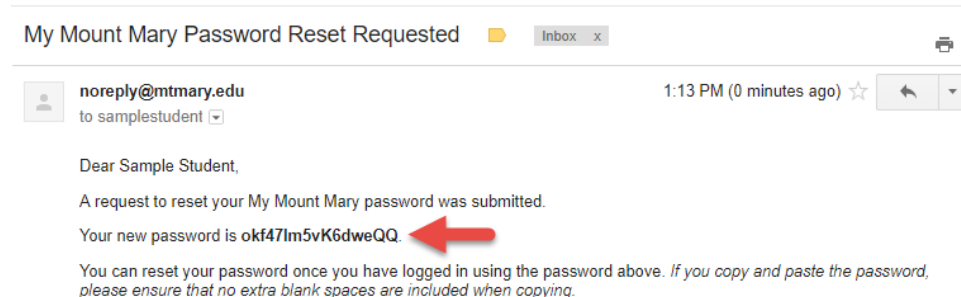 My Mount Mary Password Reset Requested Inbox x
noreply@mtmary.edu 1:13 PM (0 minutes ago)
to samplestudent
Dear Sample Student,
A request to reset your My Mount Mary password was submitted.
Your new password is okf47Im5vK6dweQQ.
You can reset your password once you have logged in using the password above. If you copy and paste the password,
please ensure that no extra blank spaces are included when copying.